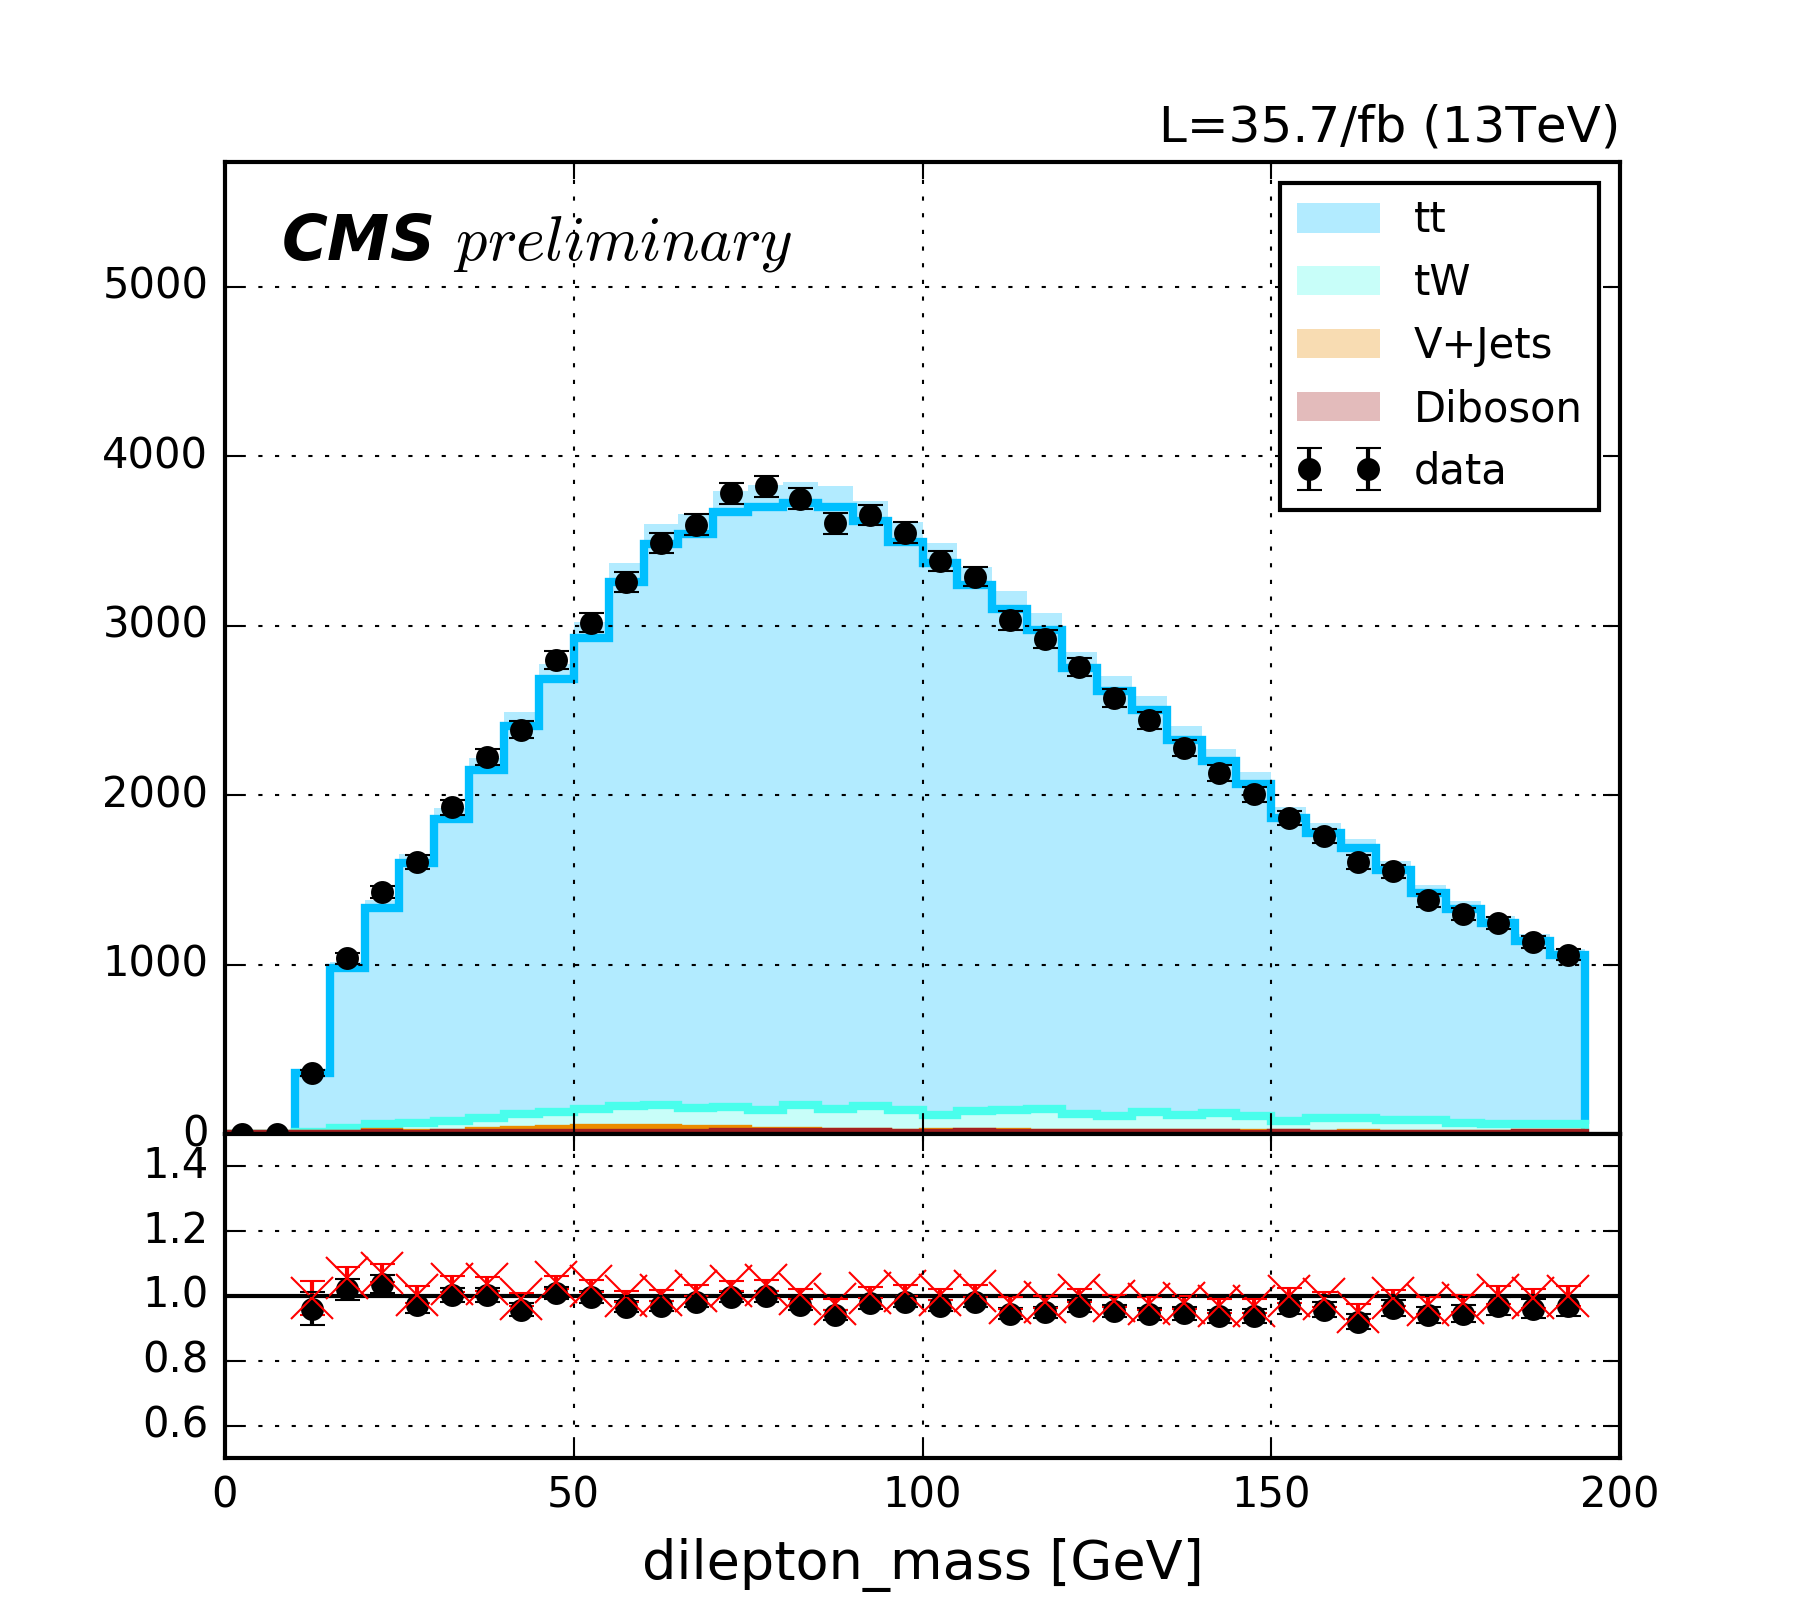 L=35.7/fb (13TeV)
CMS preliminary
tt
tW
V+Jets
Diboson
data
5000
4000
3000
2000
1000
0
1.4
1.2
1.0
0.8
0.6
0 50 100 150 200
dilepton_mass [GeV]